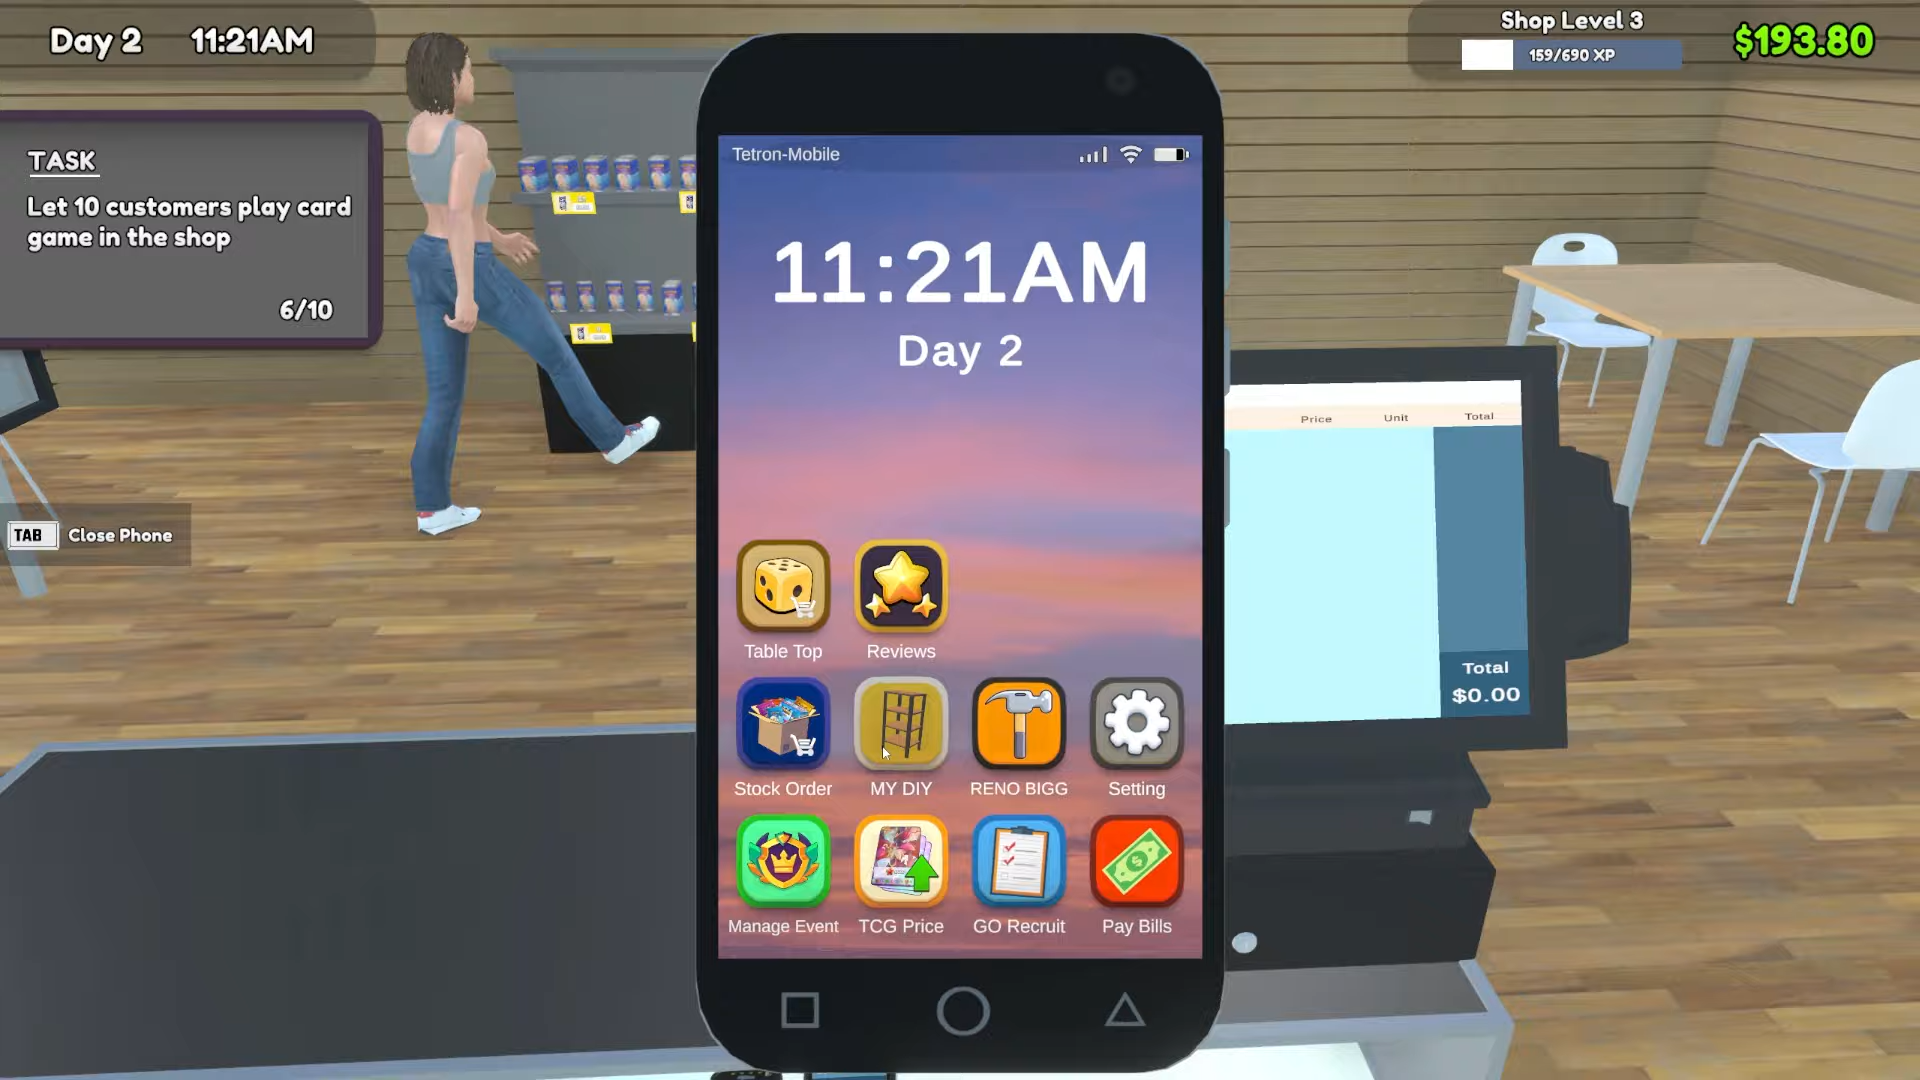 Day 2 11:21AM
Shop Level 3
159/690 XP
$193.80
TASK
Let 10 customers play card
game in the shop
6/10
TAB Close Phone
Tetron-Mobile
11:21AM
Day 2
Table Top Reviews
Stock Order MY DIY RENO BIGG Setting
Manage Event TCG Price GO Recruit Pay Bills
Price Unit Total
Total
$0.00